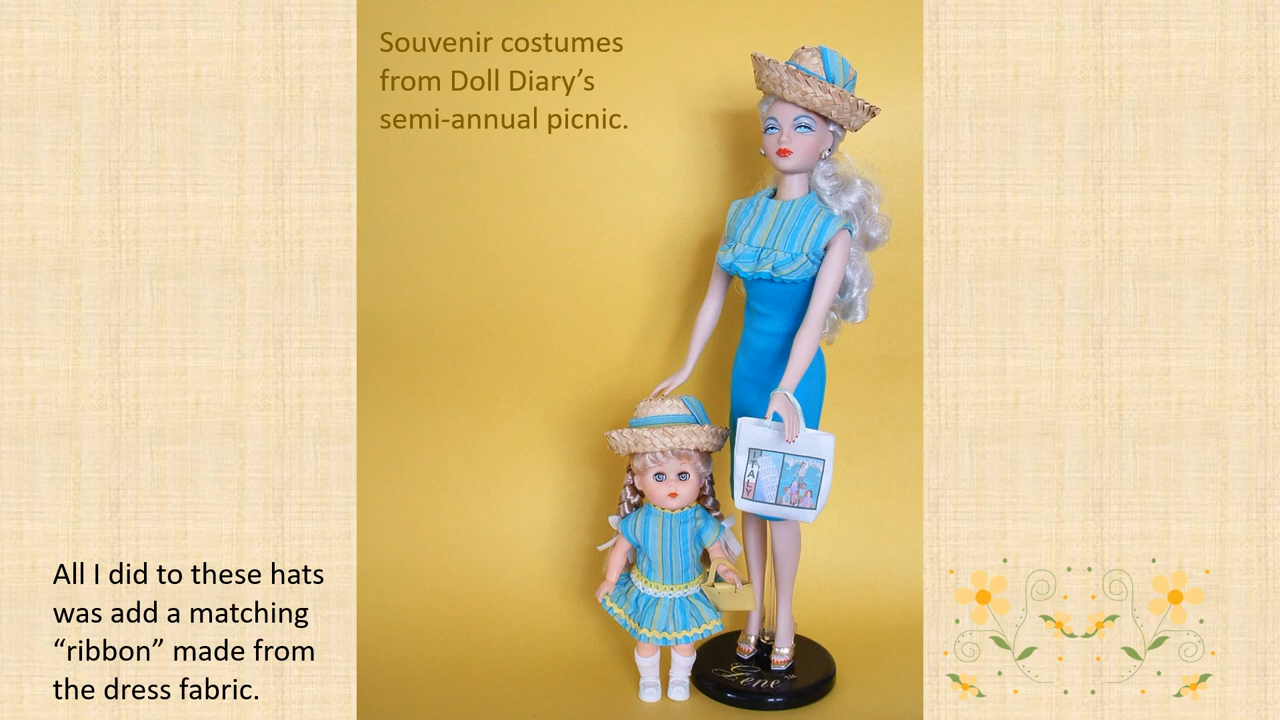 Souvenir costumes
from Doll Diary’s
semi-annual picnic.
ITALY
Gene™
All I did to these hats
was add a matching
“ribbon” made from
the dress fabric.